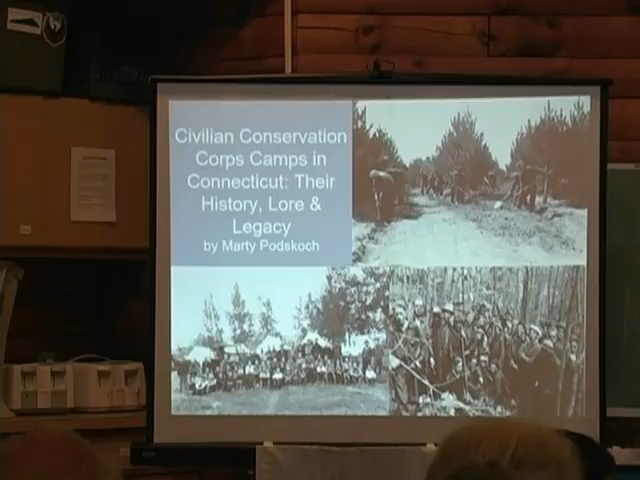 Civilian Conservation
Corps Camps in
Connecticut: Their
History, Lore &
Legacy
by Marty Podskoch